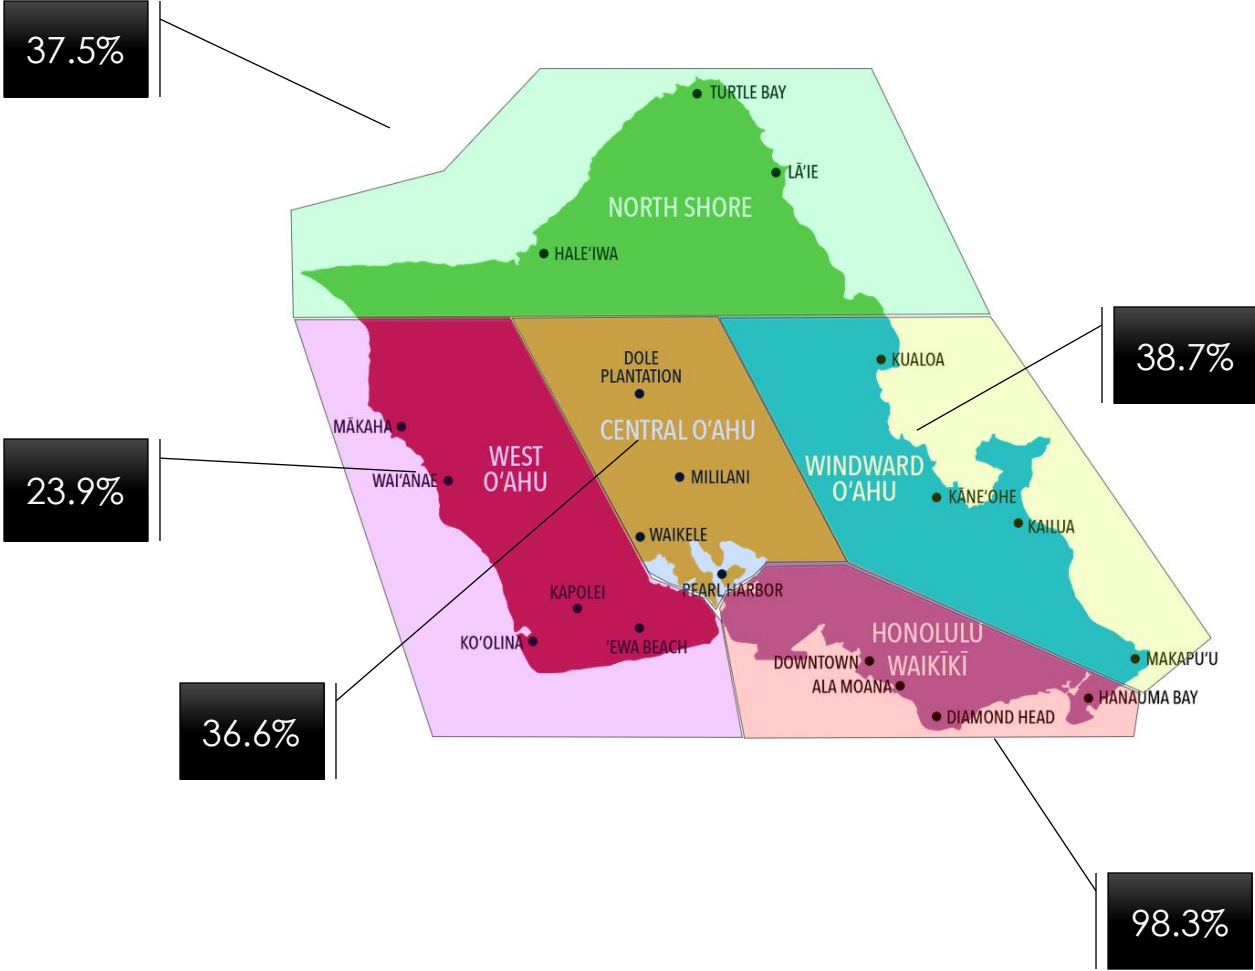 37.5%
TURTLE BAY
LĀ‘IE
NORTH SHORE
HALE‘IWA
38.7%
KUALOA
DOLE
PLANTATION
CENTRAL O‘AHU
MĀKAHA
WEST
O‘AHU
23.9%
WAI‘ANAE
MILILANI
WINDWARD
O‘AHU
KĀNE‘OHE
KAILUA
WAIKELE
PEARL HARBOR
KAPOLEI
KO‘OLINA
‘EWA BEACH
HONOLULU
WAIKĪKĪ
DOWNTOWN
ALA MOANA
DIAMOND HEAD
MAKAPU‘U
HANAUMA BAY
36.6%
98.3%